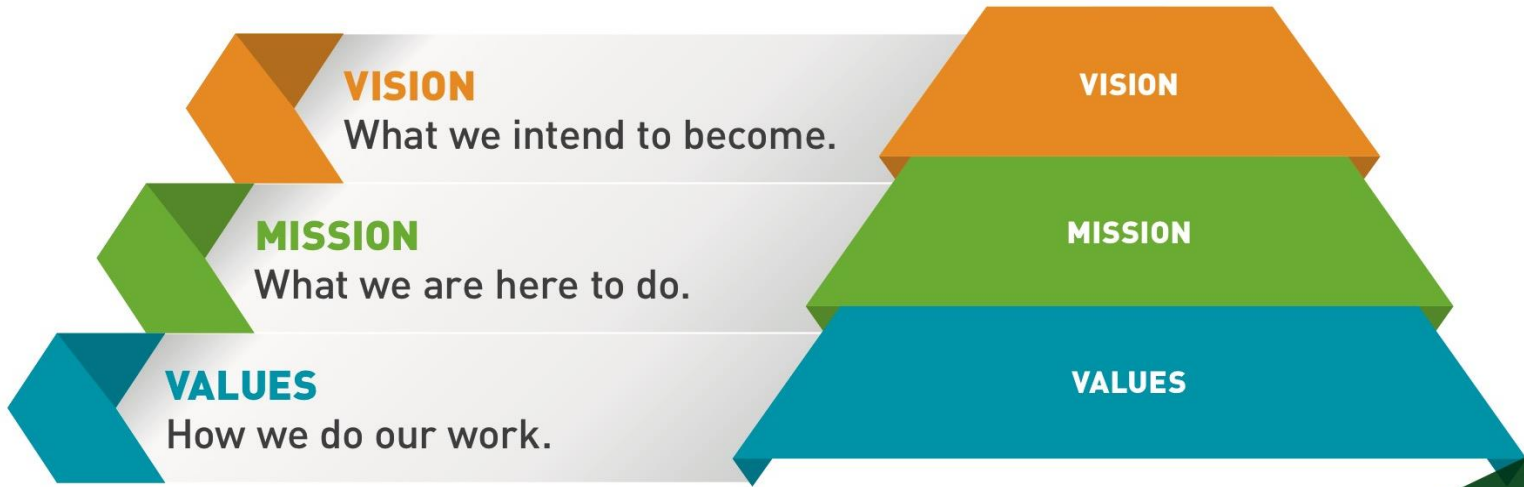 VISION
What we intend to become.
MISSION
What we are here to do.
VALUES
How we do our work.
VISION
MISSION
VALUES